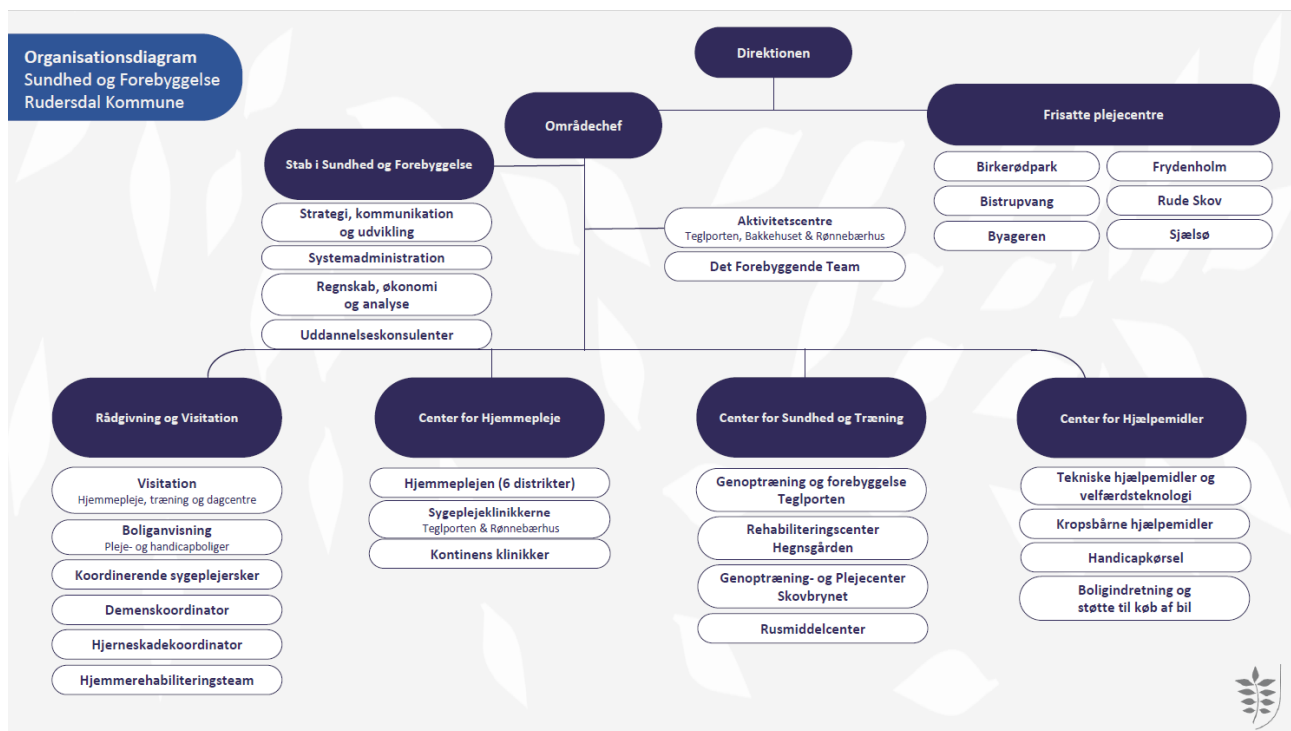 Organisationsdiagram
Sundhed og Forebyggelse
Rudersdal Kommune
Direktionen
Områdechef
Frisatte plejecentre
Birkerødpark
Frydenholm
Bistrupvang
Rude Skov
Byageren
Sjælsø
Stab i Sundhed og Forebyggelse
Strategi, kommunikation
og udvikling
Systemadministration
Regnskab, økonomi
og analyse
Uddannelseskonsulenter
Aktivitetscentre
Teglporten, Bakkehuset & Rønnebærhus
Det Forebyggende Team
Rådgivning og Visitation
Visitation
Hjemmepleje, træning og dagcentre
Boliganvisning
Pleje- og handicapboliger
Koordinerende sygeplejersker
Demenskoordinator
Hjerneskadekoordinator
Hjemmerehabiliteringsteam
Center for Hjemmepleje
Hjemmeplejen (6 distrikter)
Sygeplejeklinikkerne
Teglporten & Rønnebærhus
Kontinens klinikker
Center for Sundhed og Træning
Genoptræning og forebyggelse
Teglporten
Rehabiliteringscenter
Hegnsgården
Genoptræning- og Plejecenter
Skovbrynet
Rusmiddelcenter
Center for Hjælpemidler
Tekniske hjælpemidler og
velfærdsteknologi
Kropsbårne hjælpemidler
Handicapkørsel
Boligindretning og
støtte til køb af bil